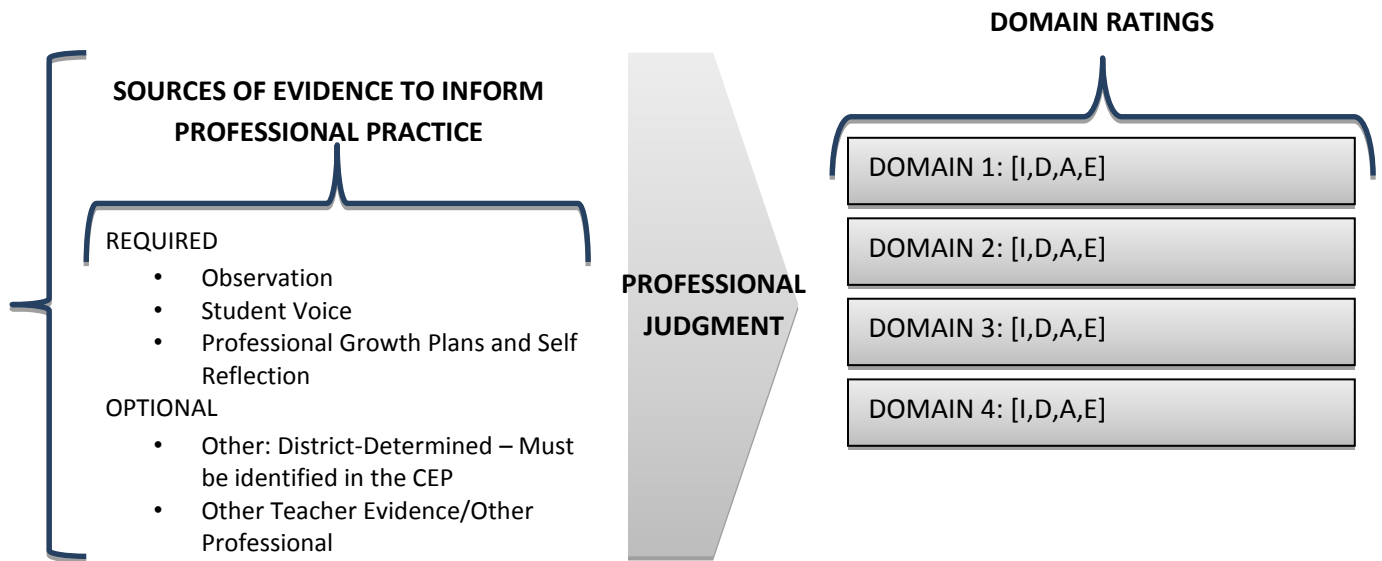 SOURCES OF EVIDENCE TO INFORM
PROFESSIONAL PRACTICE
REQUIRED
• Observation
• Student Voice
• Professional Growth Plans and Self
Reflection
OPTIONAL
• Other: District-Determined – Must
be identified in the CEP
• Other Teacher Evidence/Other
Professional
PROFESSIONAL
JUDGMENT
DOMAIN RATINGS
DOMAIN 1: [I,D,A,E]
DOMAIN 2: [I,D,A,E]
DOMAIN 3: [I,D,A,E]
DOMAIN 4: [I,D,A,E]